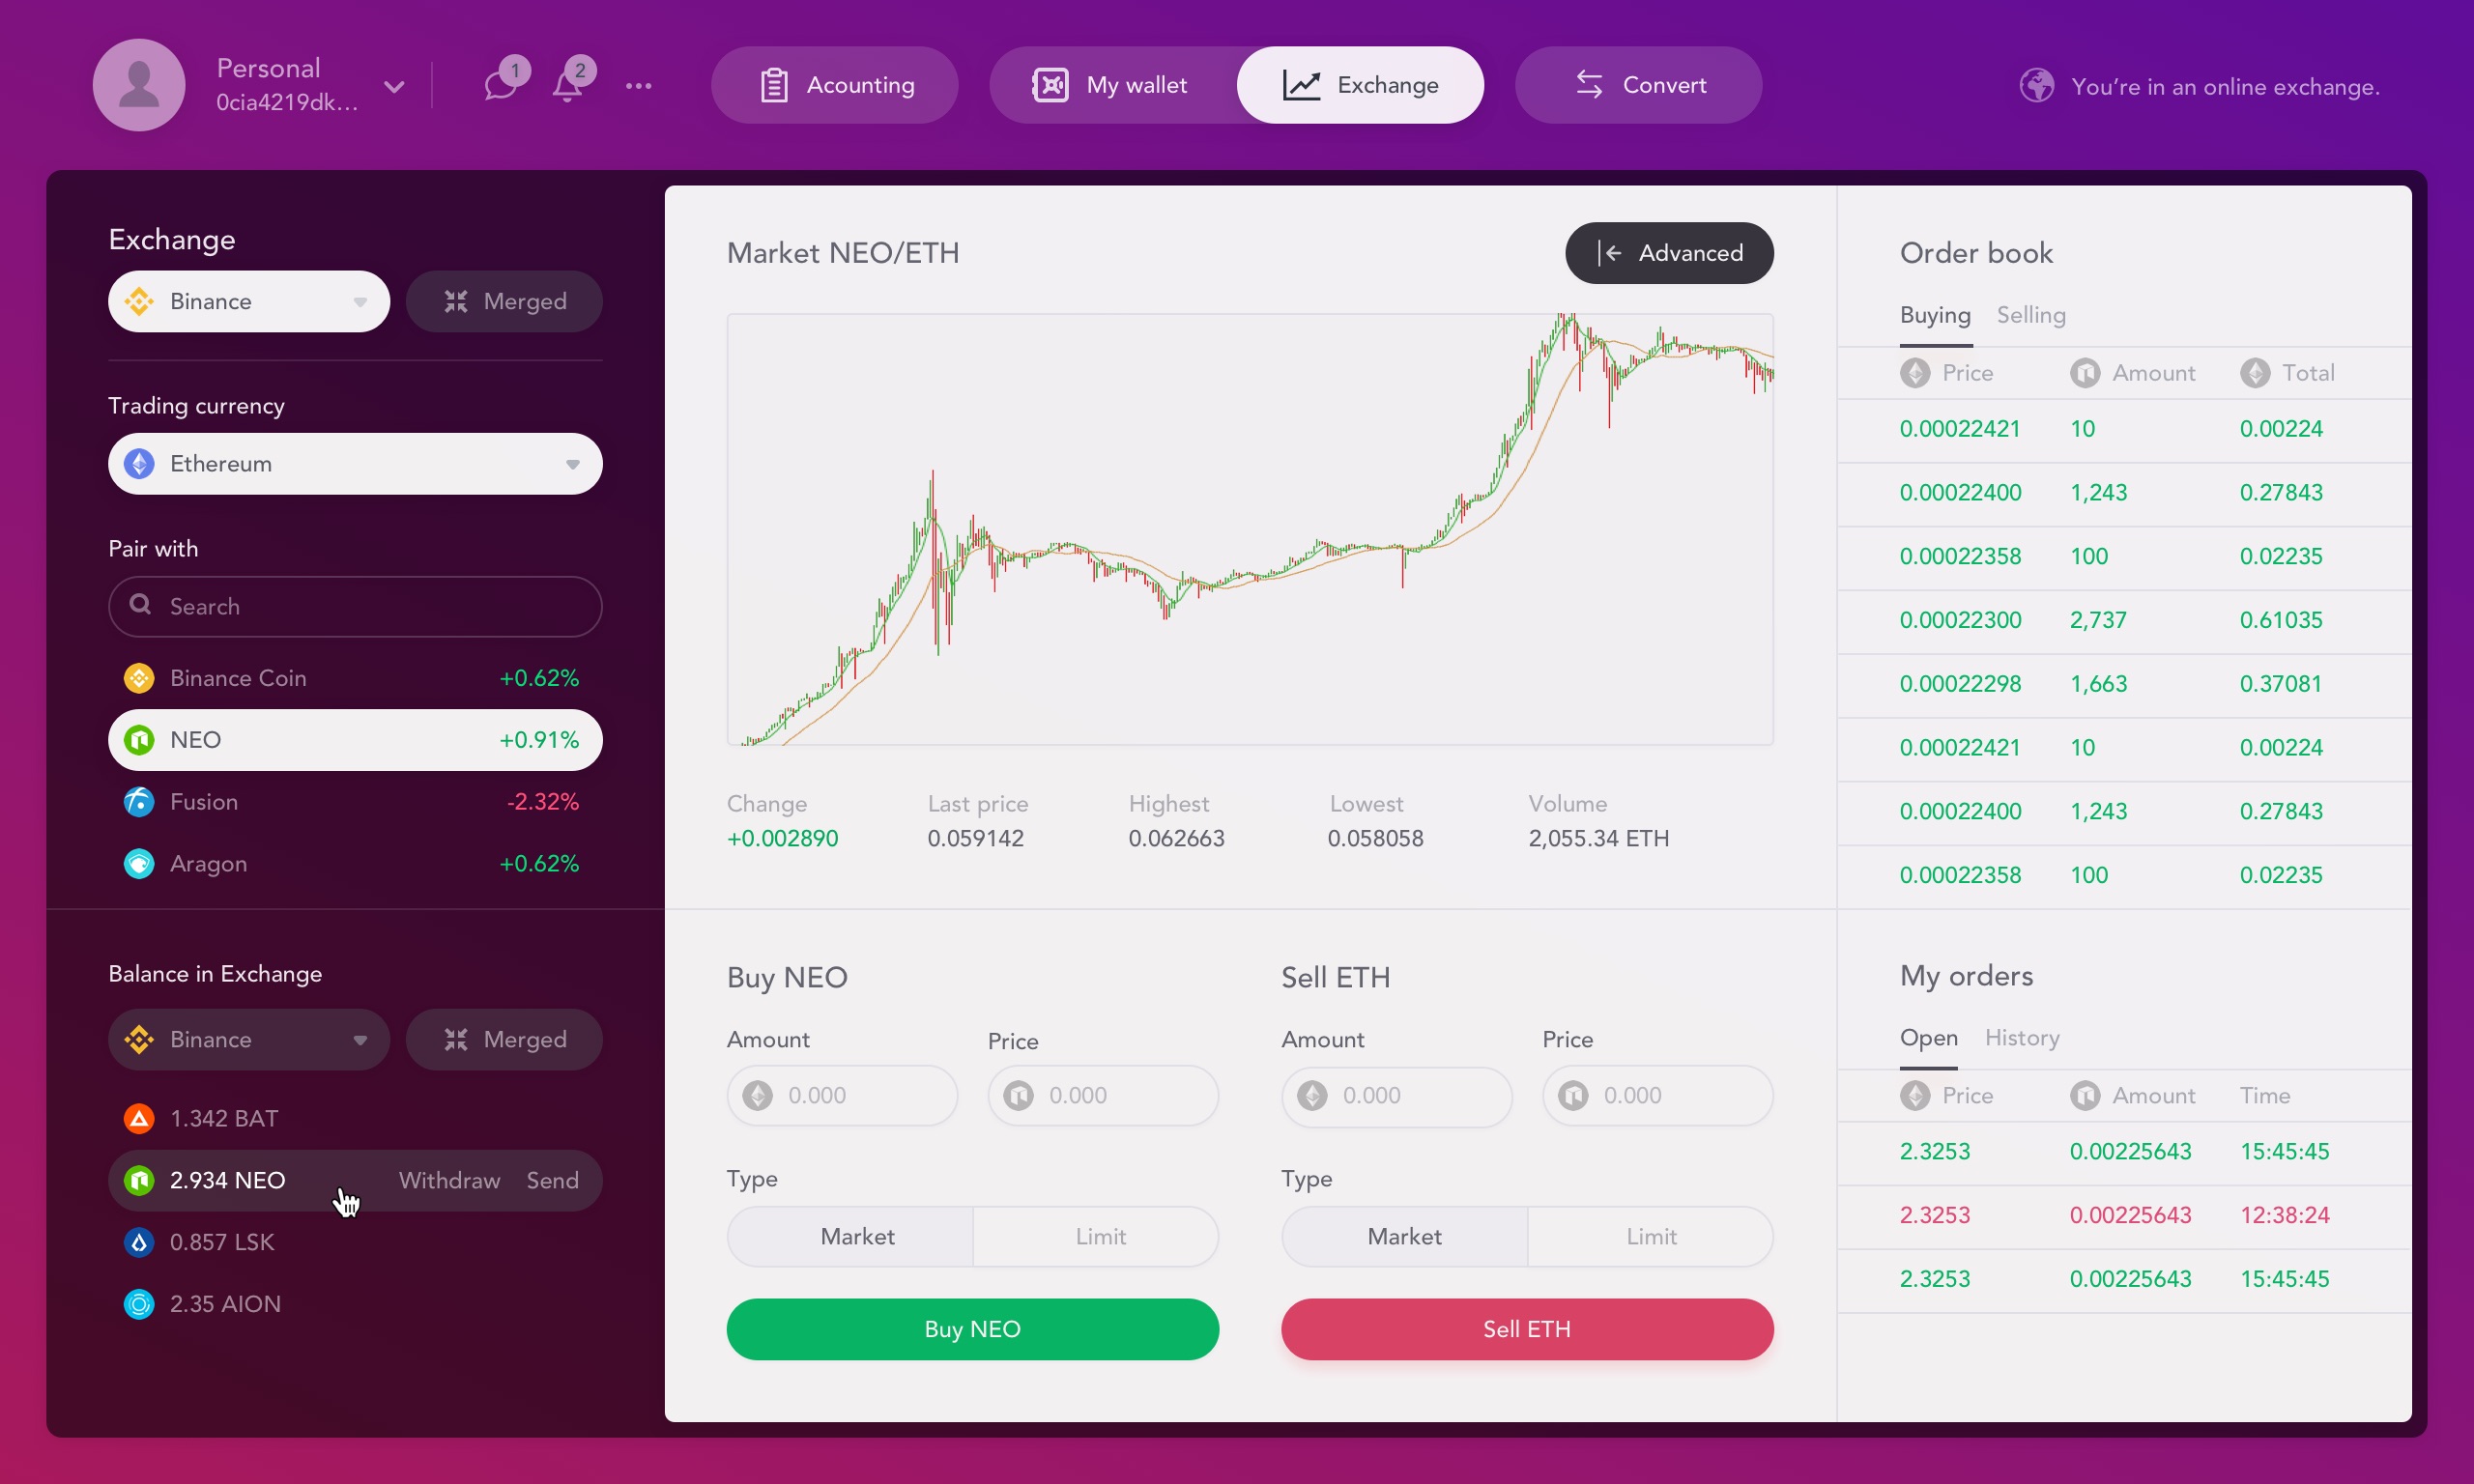 Personal
0cia4219dk...
1
2
Acounting
My wallet
Exchange
Convert
You're in an online exchange.
Exchange
Binance
Merged
Trading currency
Ethereum
Pair with
Search
Binance Coin +0.62%
NEO +0.91%
Fusion -2.32%
Aragon +0.62%
Balance in Exchange
Binance
Merged
1.342 BAT
2.934 NEO Withdraw Send
0.857 LSK
2.35 AION
Market NEO/ETH
Advanced
Change Last price Highest Lowest Volume
+0.002890 0.059142 0.062663 0.058058 2,055.34 ETH
Buy NEO
Amount Price
0.000 0.000
Type
Market Limit
Buy NEO
Sell ETH
Amount Price
0.000 0.000
Type
Market Limit
Sell ETH
Order book
Buying Selling
Price Amount Total
0.00022421 10 0.00224
0.00022400 1,243 0.27843
0.00022358 100 0.02235
0.00022300 2,737 0.61035
0.00022298 1,663 0.37081
0.00022421 10 0.00224
0.00022400 1,243 0.27843
0.00022358 100 0.02235
My orders
Open History
Price Amount Time
2.3253 0.00225643 15:45:45
2.3253 0.00225643 12:38:24
2.3253 0.00225643 15:45:45